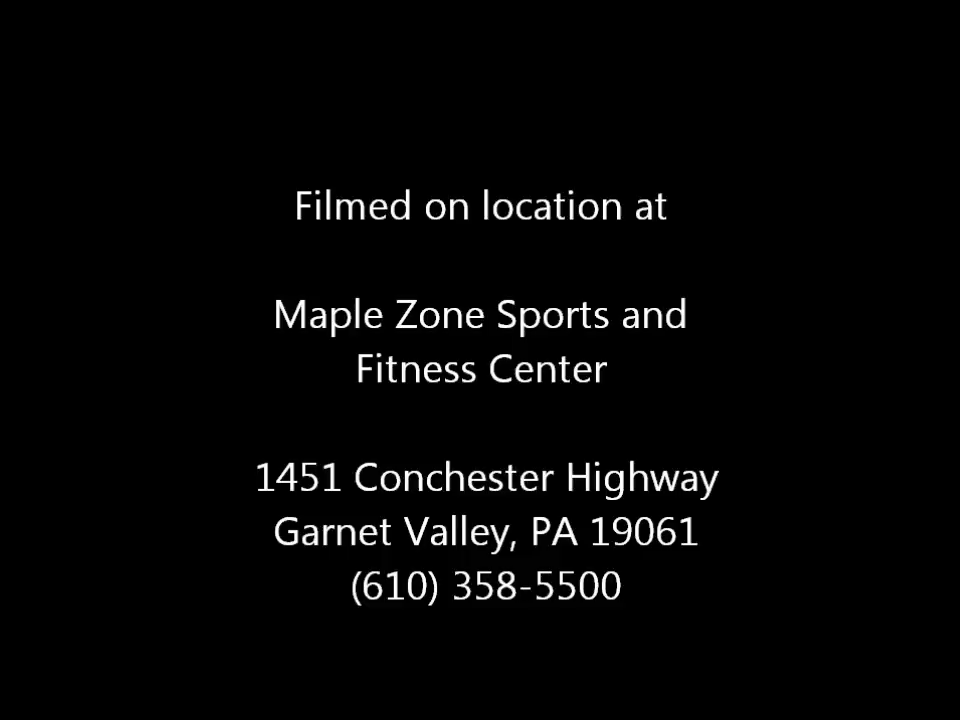 Filmed on location at
Maple Zone Sports and
Fitness Center
1451 Conchester Highway
Garnet Valley, PA 19061
(610) 358-5500